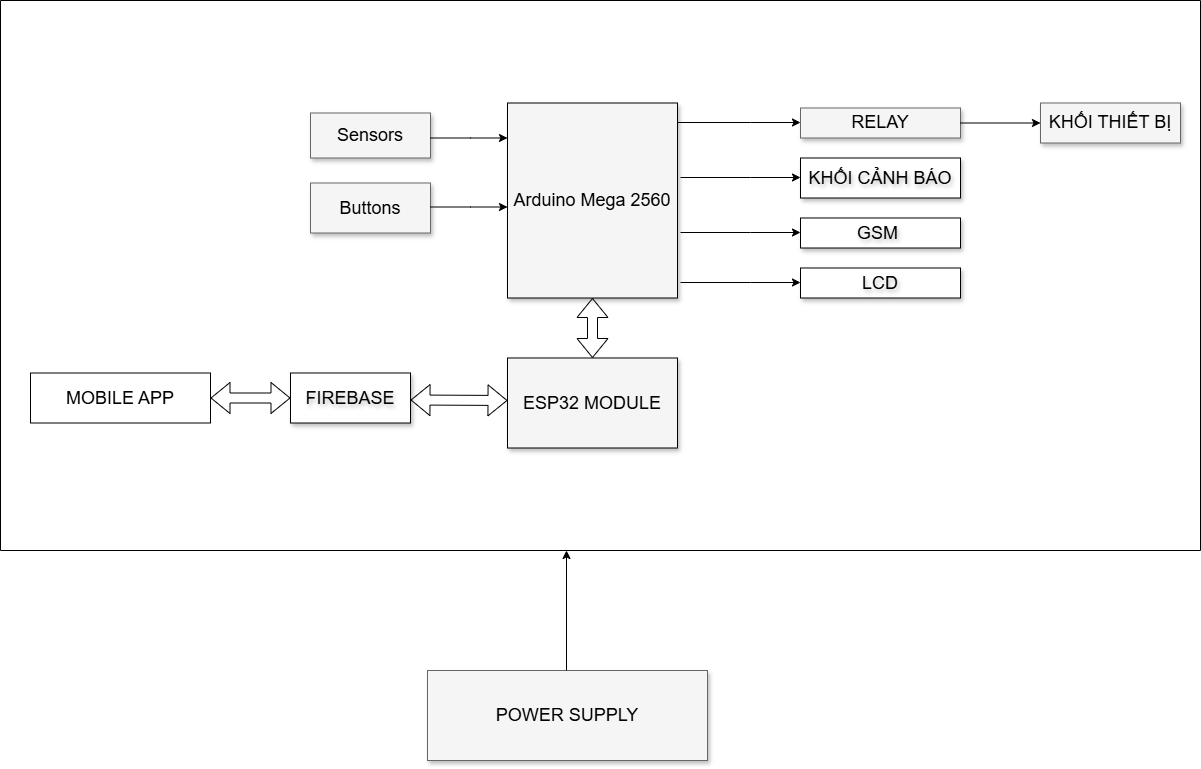 Sensors
Buttons
Arduino Mega 2560
RELAY
KHỐI THIẾT BỊ
KHỐI CẢNH BÁO
GSM
LCD
MOBILE APP
FIREBASE
ESP32 MODULE
POWER SUPPLY